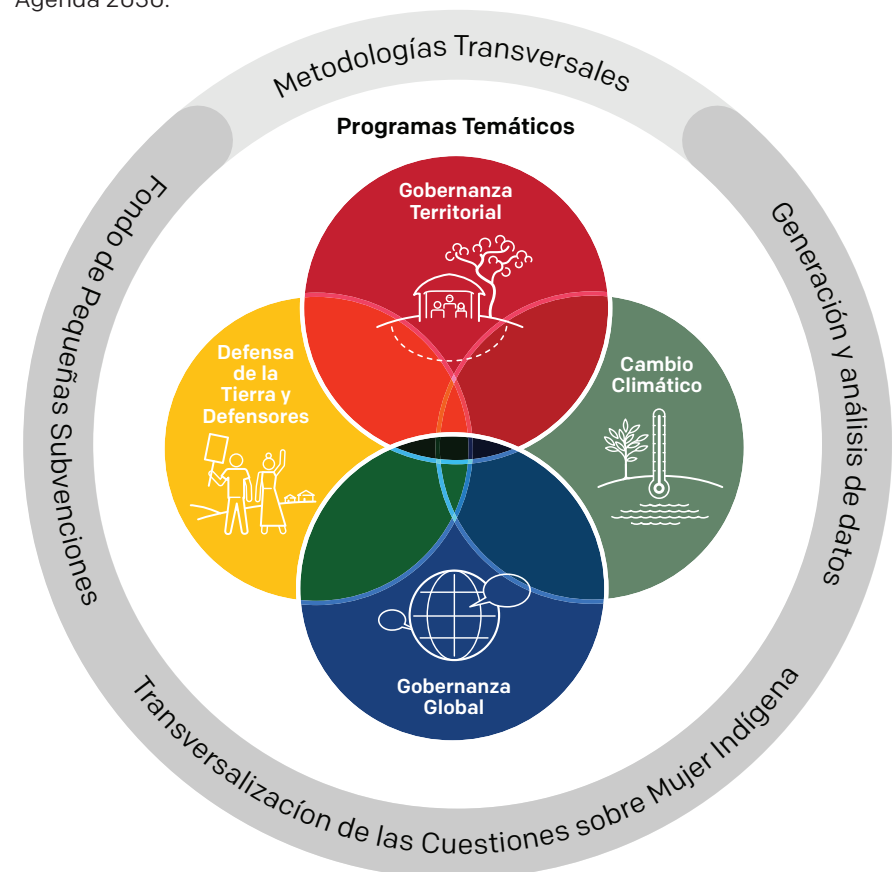 Agenda 2030.
Metodologías Transversales
Programas Temáticos
Gobernanza
Territorial
Defensa
de la
Tierra y
Defensores
Cambio
Climático
Gobernanza
Global
Fondo de Pequeñas Subvenciones
Generación y análisis de datos
Transversalizacíon de las Cuestiones sobre Mujer Indígena